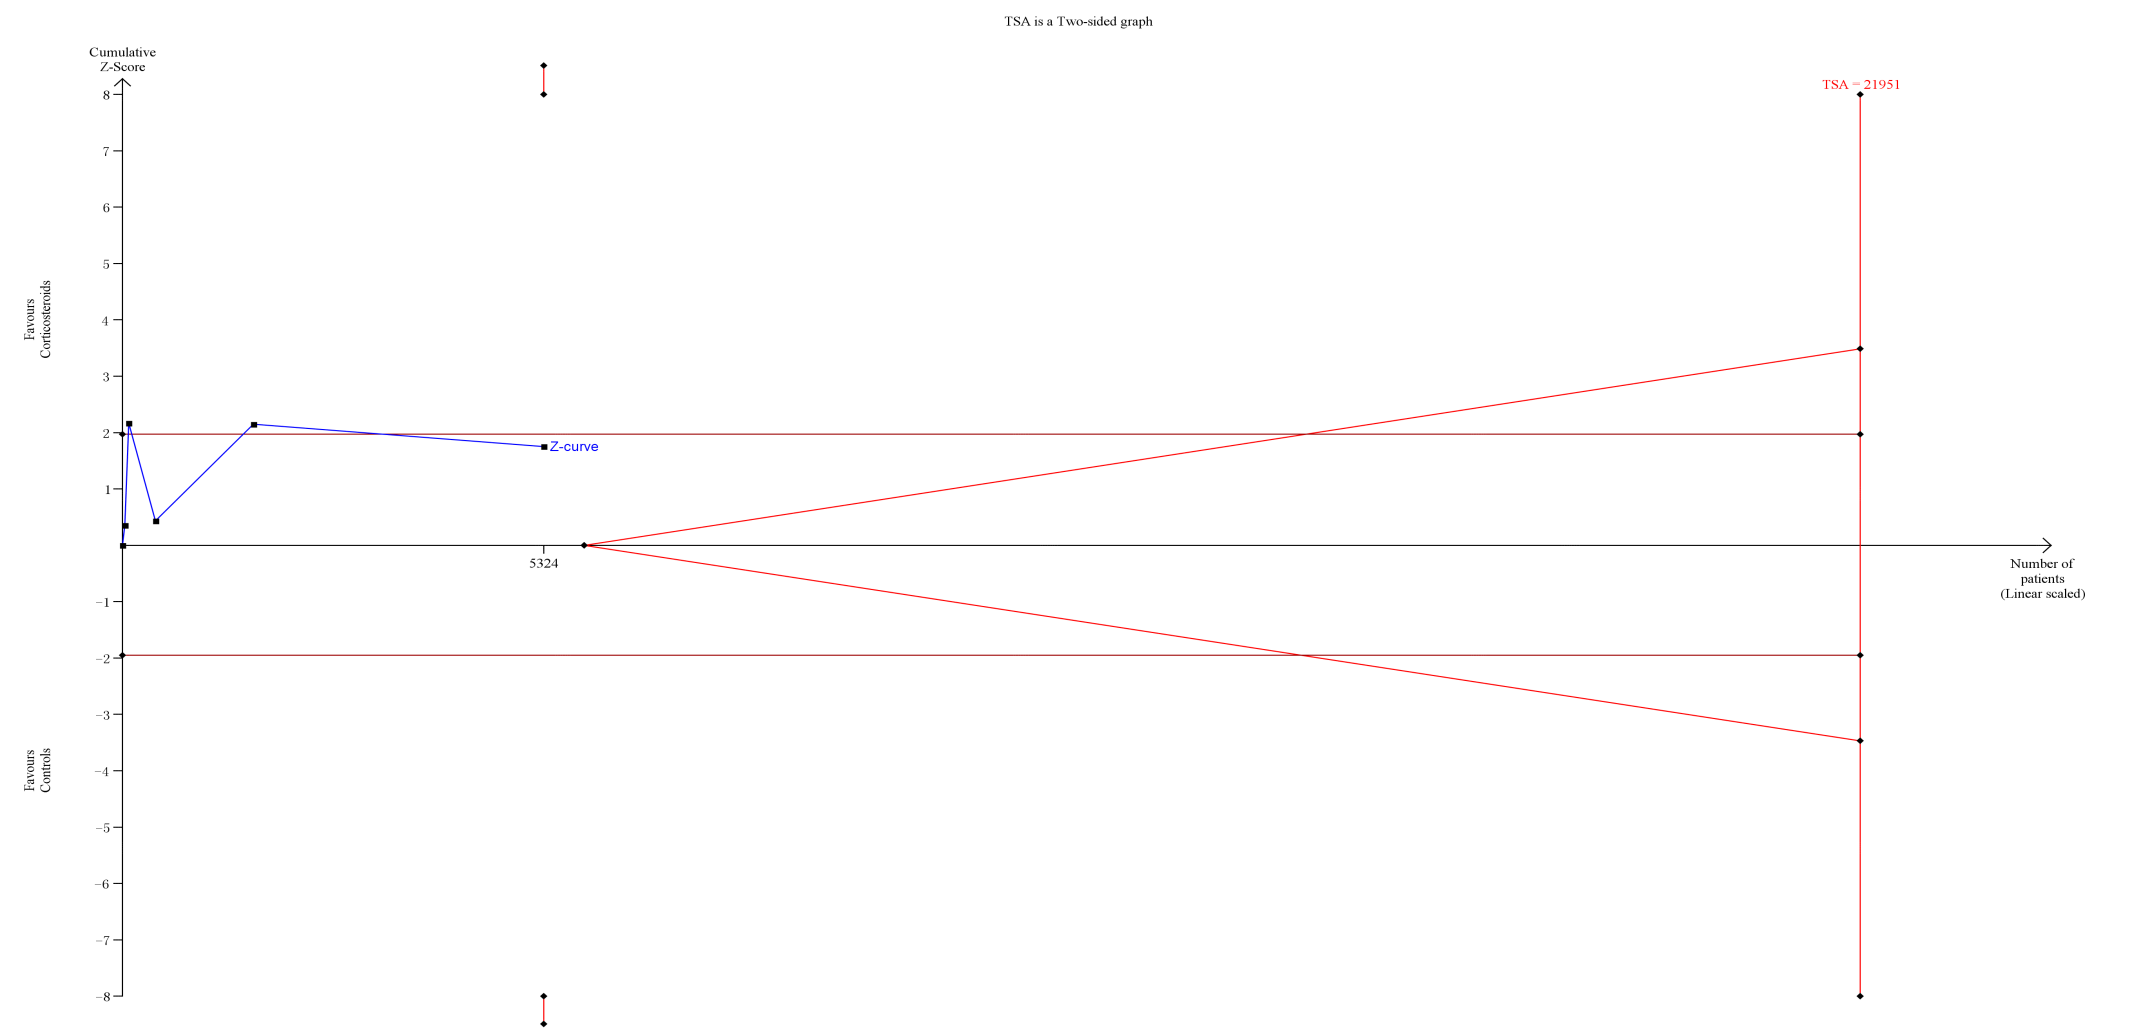 TSA is a Two-sided graph
Cumulative
Z-Score
TSA = 21951
8
7
6
5
4
3
2
1
−1
−2
−3
−4
−5
−6
−7
−8
Favours
Corticosteroids
Favours
Controls
Z-curve
5324
Number of
patients
(Linear scaled)